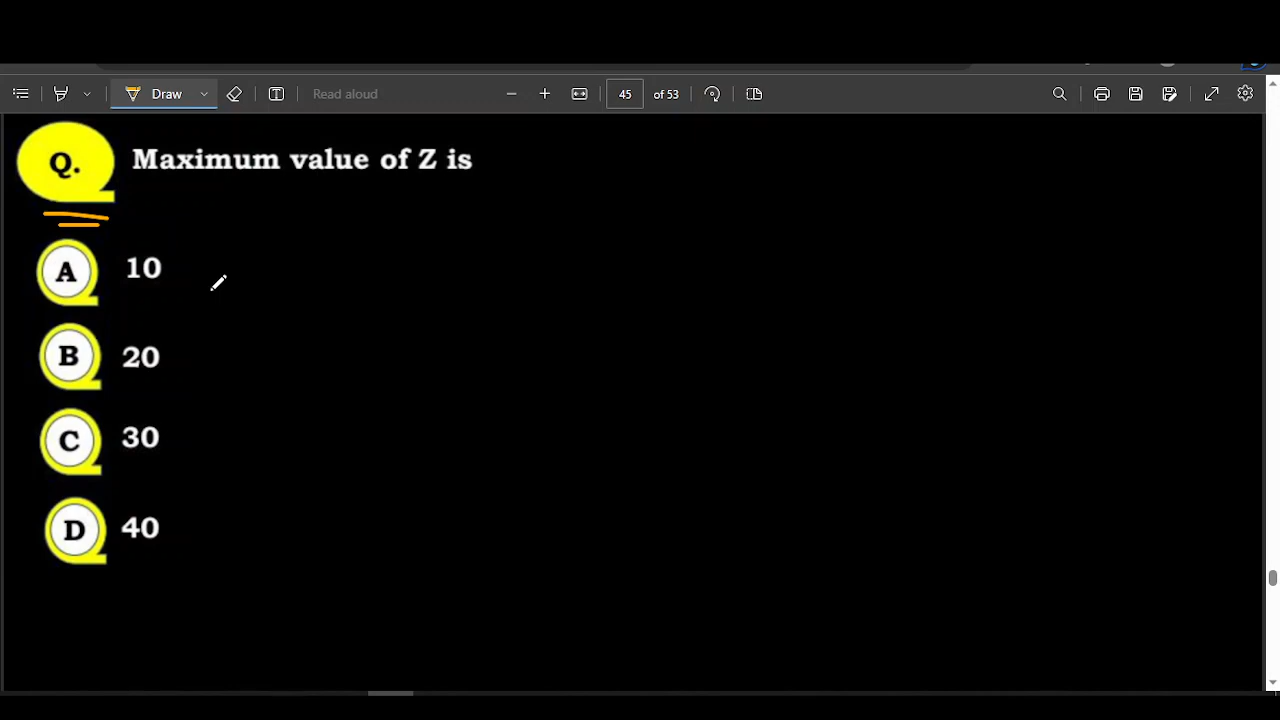 Draw
Read aloud
45 of 53
Q. Maximum value of Z is
A 10
B 20
C 30
D 40